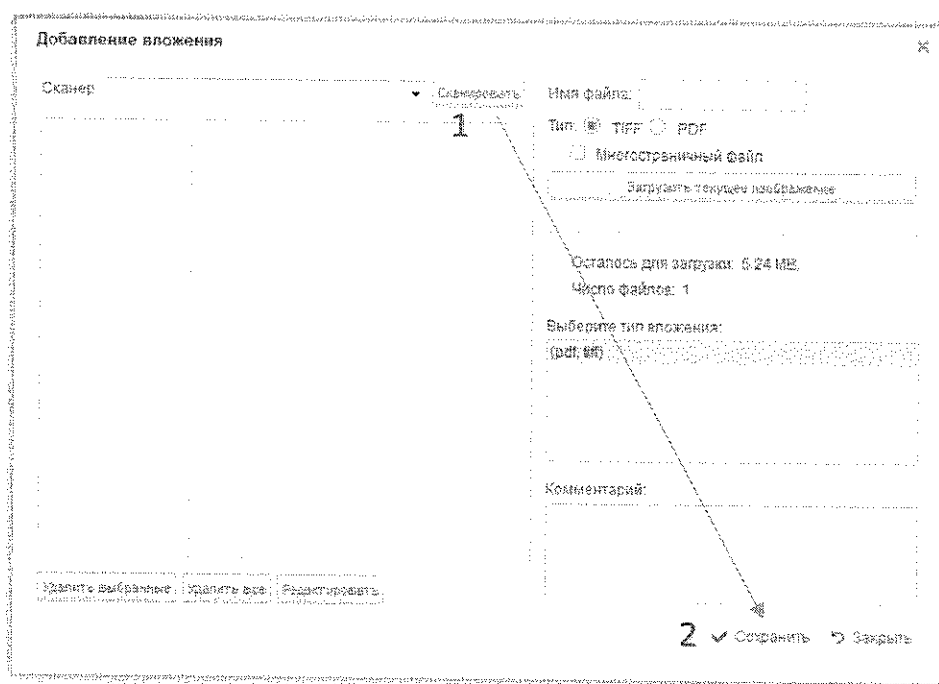 Добавление вложения
Сканер
Сканировать
1
Имя файла:
Тип: TIFF PDF
Многостраничный файл
Загрузить текущее изображение
Осталось для загрузки: 5.24 MB.
Число файлов: 1
Выберите тип вложения:
(pdf, tiff)
Комментарий:
Удалить выбранные Удалить все Редактировать
2 Сохранить Закрыть